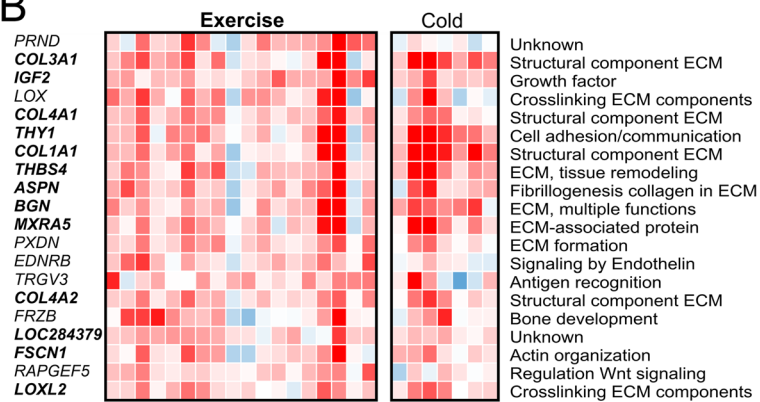 B
Exercise Cold
PRND Unknown
COL3A1 Structural component ECM
IGF2 Growth factor
LOX Crosslinking ECM components
COL4A1 Structural component ECM
THY1 Cell adhesion/communication
COL1A1 Structural component ECM
THBS4 ECM, tissue remodeling
ASPN Fibrillogenesis collagen in ECM
BGN ECM, multiple functions
MXRA5 ECM-associated protein
PXDN ECM formation
EDNRB Signaling by Endothelin
TRGV3 Antigen recognition
COL4A2 Structural component ECM
FRZB Bone development
LOC284379 Unknown
FSCN1 Actin organization
RAPGEF5 Regulation Wnt signaling
LOXL2 Crosslinking ECM components